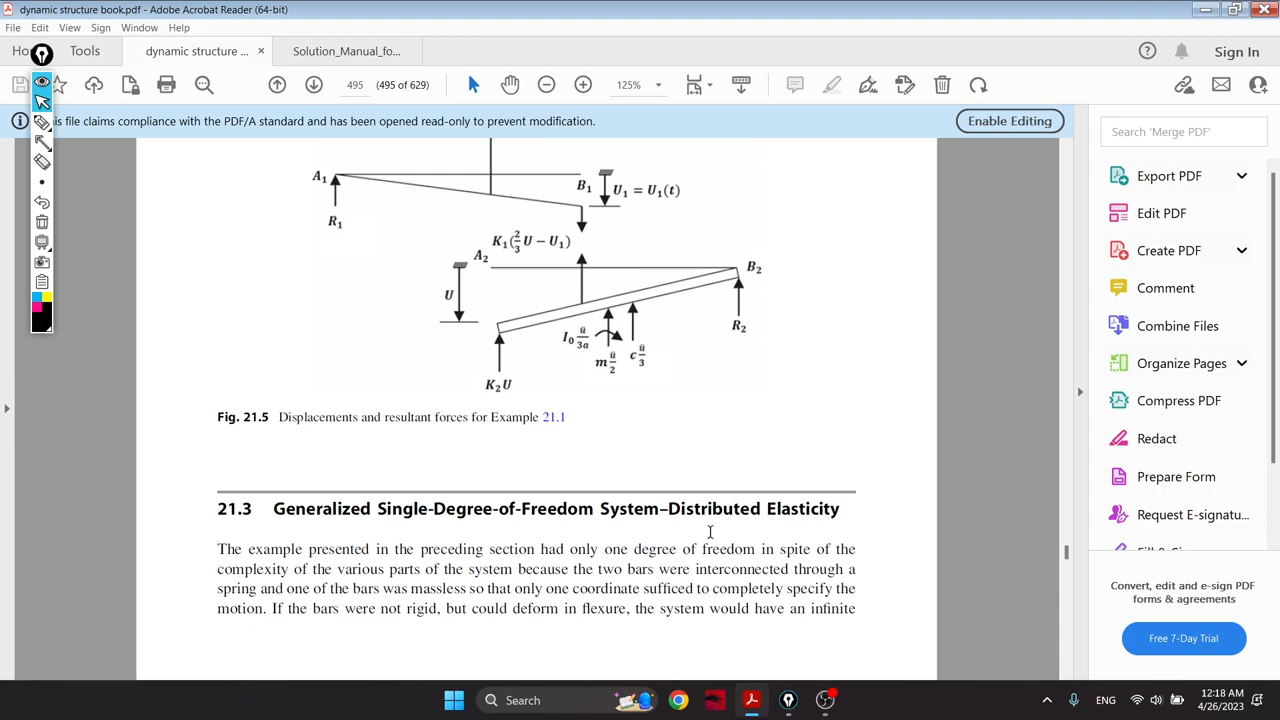 dynamic structure book.pdf - Adobe Acrobat Reader (64-bit)
File Edit View Sign Window Help
Ho Tools dynamic structure ... × Solution_Manual_fo... Sign In
495 (495 of 629) 125%
is file claims compliance with the PDF/A standard and has been opened read-only to prevent modification. Enable Editing
Search 'Merge PDF'
Export PDF
Edit PDF
Create PDF
Comment
Combine Files
Organize Pages
Compress PDF
Redact
Prepare Form
Request E-signatu...
Convert, edit and e-sign PDF
forms & agreements
Free 7-Day Trial
A₁ B₁ U₁ = U₁(t)
R₁
K₁(2/3 U − U₁)
A₂ B₂
U
I₀ ü/3a m ü/2 c u̇/3 R₂
K₂U
Fig. 21.5 Displacements and resultant forces for Example 21.1
21.3 Generalized Single-Degree-of-Freedom System–Distributed Elasticity
The example presented in the preceding section had only one degree of freedom in spite of the
complexity of the various parts of the system because the two bars were interconnected through a
spring and one of the bars was massless so that only one coordinate sufficed to completely specify the
motion. If the bars were not rigid, but could deform in flexure, the system would have an infinite
Search
ENG
12:18 AM
4/26/2023